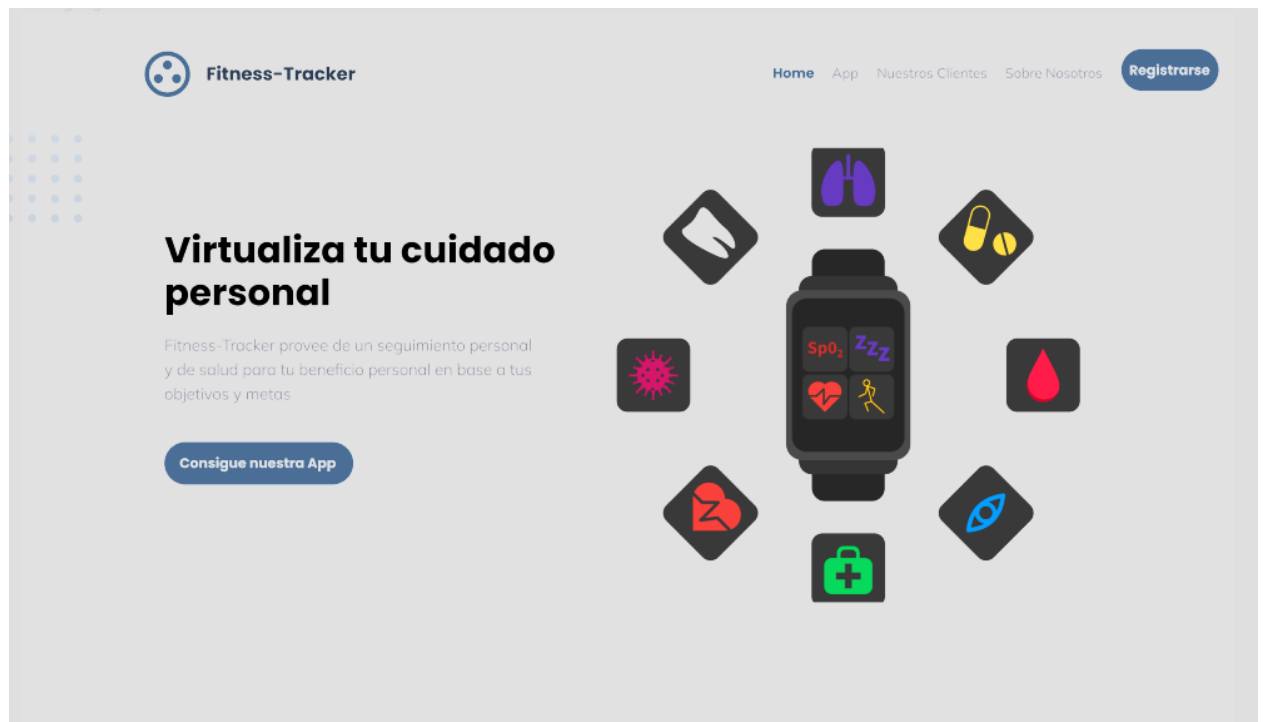 Fitness-Tracker
Home App Nuestros Clientes Sobre Nosotros Registrarse
Virtualiza tu cuidado
personal
Fitness-Tracker provee de un seguimiento personal
y de salud para tu beneficio personal en base a tus
objetivos y metas
Consigue nuestra App
SpO₂ ZZZ